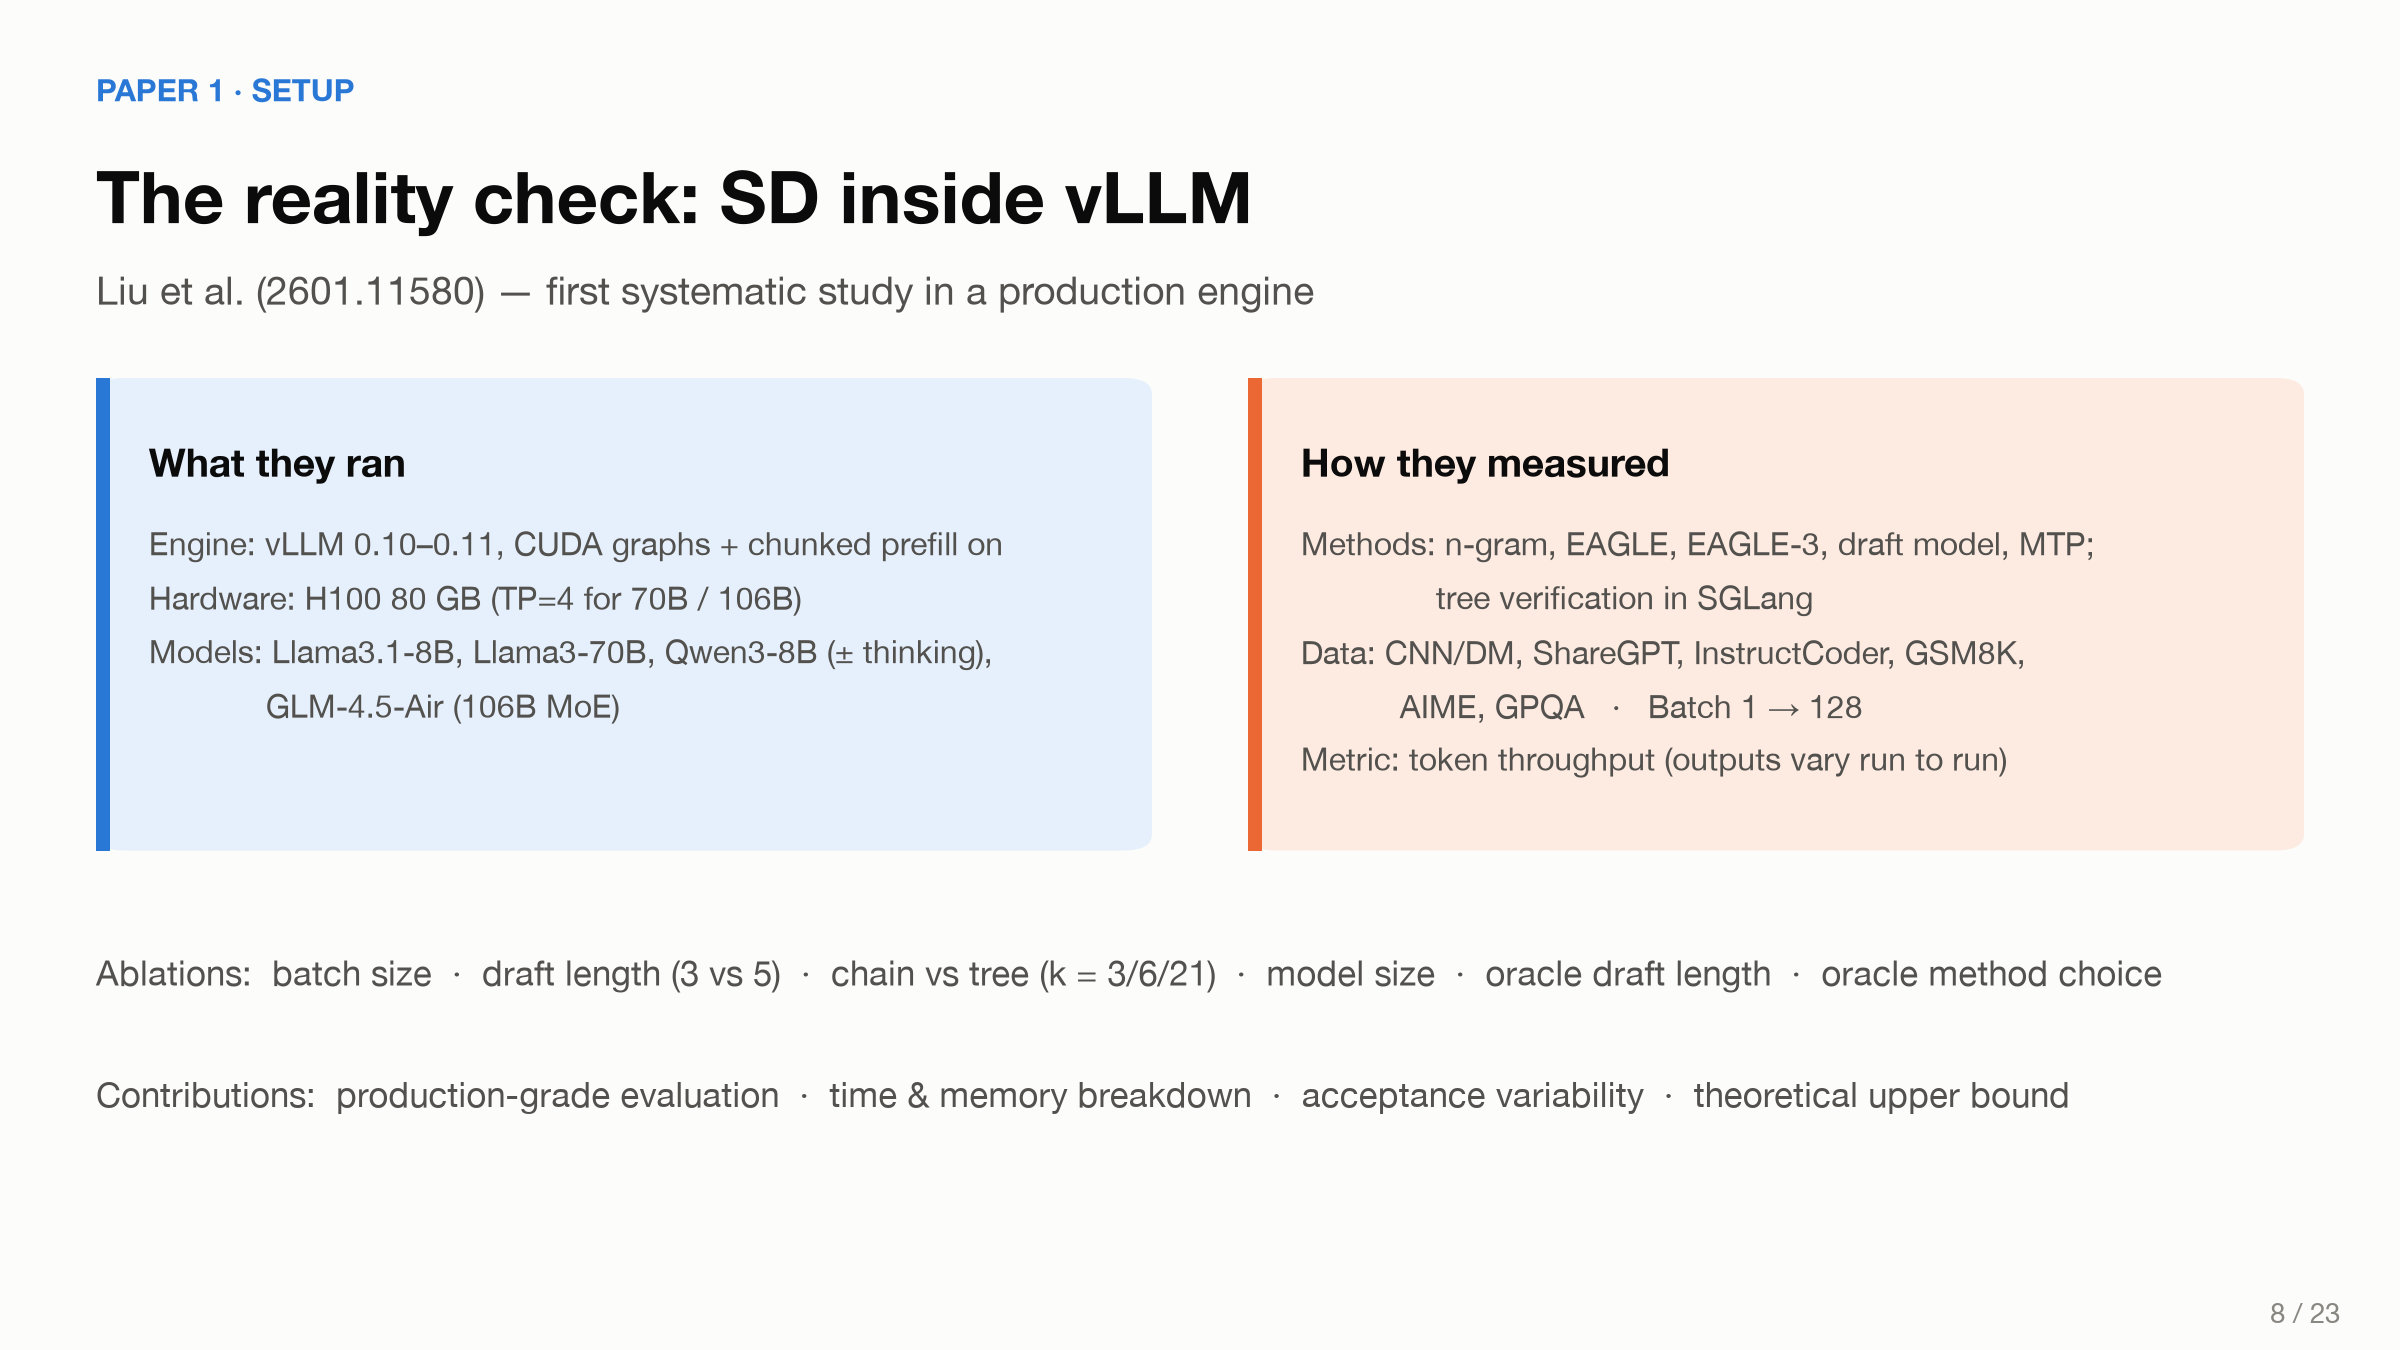 PAPER 1 · SETUP
The reality check: SD inside vLLM
Liu et al. (2601.11580) — first systematic study in a production engine
What they ran
Engine: vLLM 0.10–0.11, CUDA graphs + chunked prefill on
Hardware: H100 80 GB (TP=4 for 70B / 106B)
Models: Llama3.1-8B, Llama3-70B, Qwen3-8B (± thinking),
GLM-4.5-Air (106B MoE)
How they measured
Methods: n-gram, EAGLE, EAGLE-3, draft model, MTP;
tree verification in SGLang
Data: CNN/DM, ShareGPT, InstructCoder, GSM8K,
AIME, GPQA · Batch 1 → 128
Metric: token throughput (outputs vary run to run)
Ablations: batch size · draft length (3 vs 5) · chain vs tree (k = 3/6/21) · model size · oracle draft length · oracle method choice
Contributions: production-grade evaluation · time & memory breakdown · acceptance variability · theoretical upper bound
8 / 23